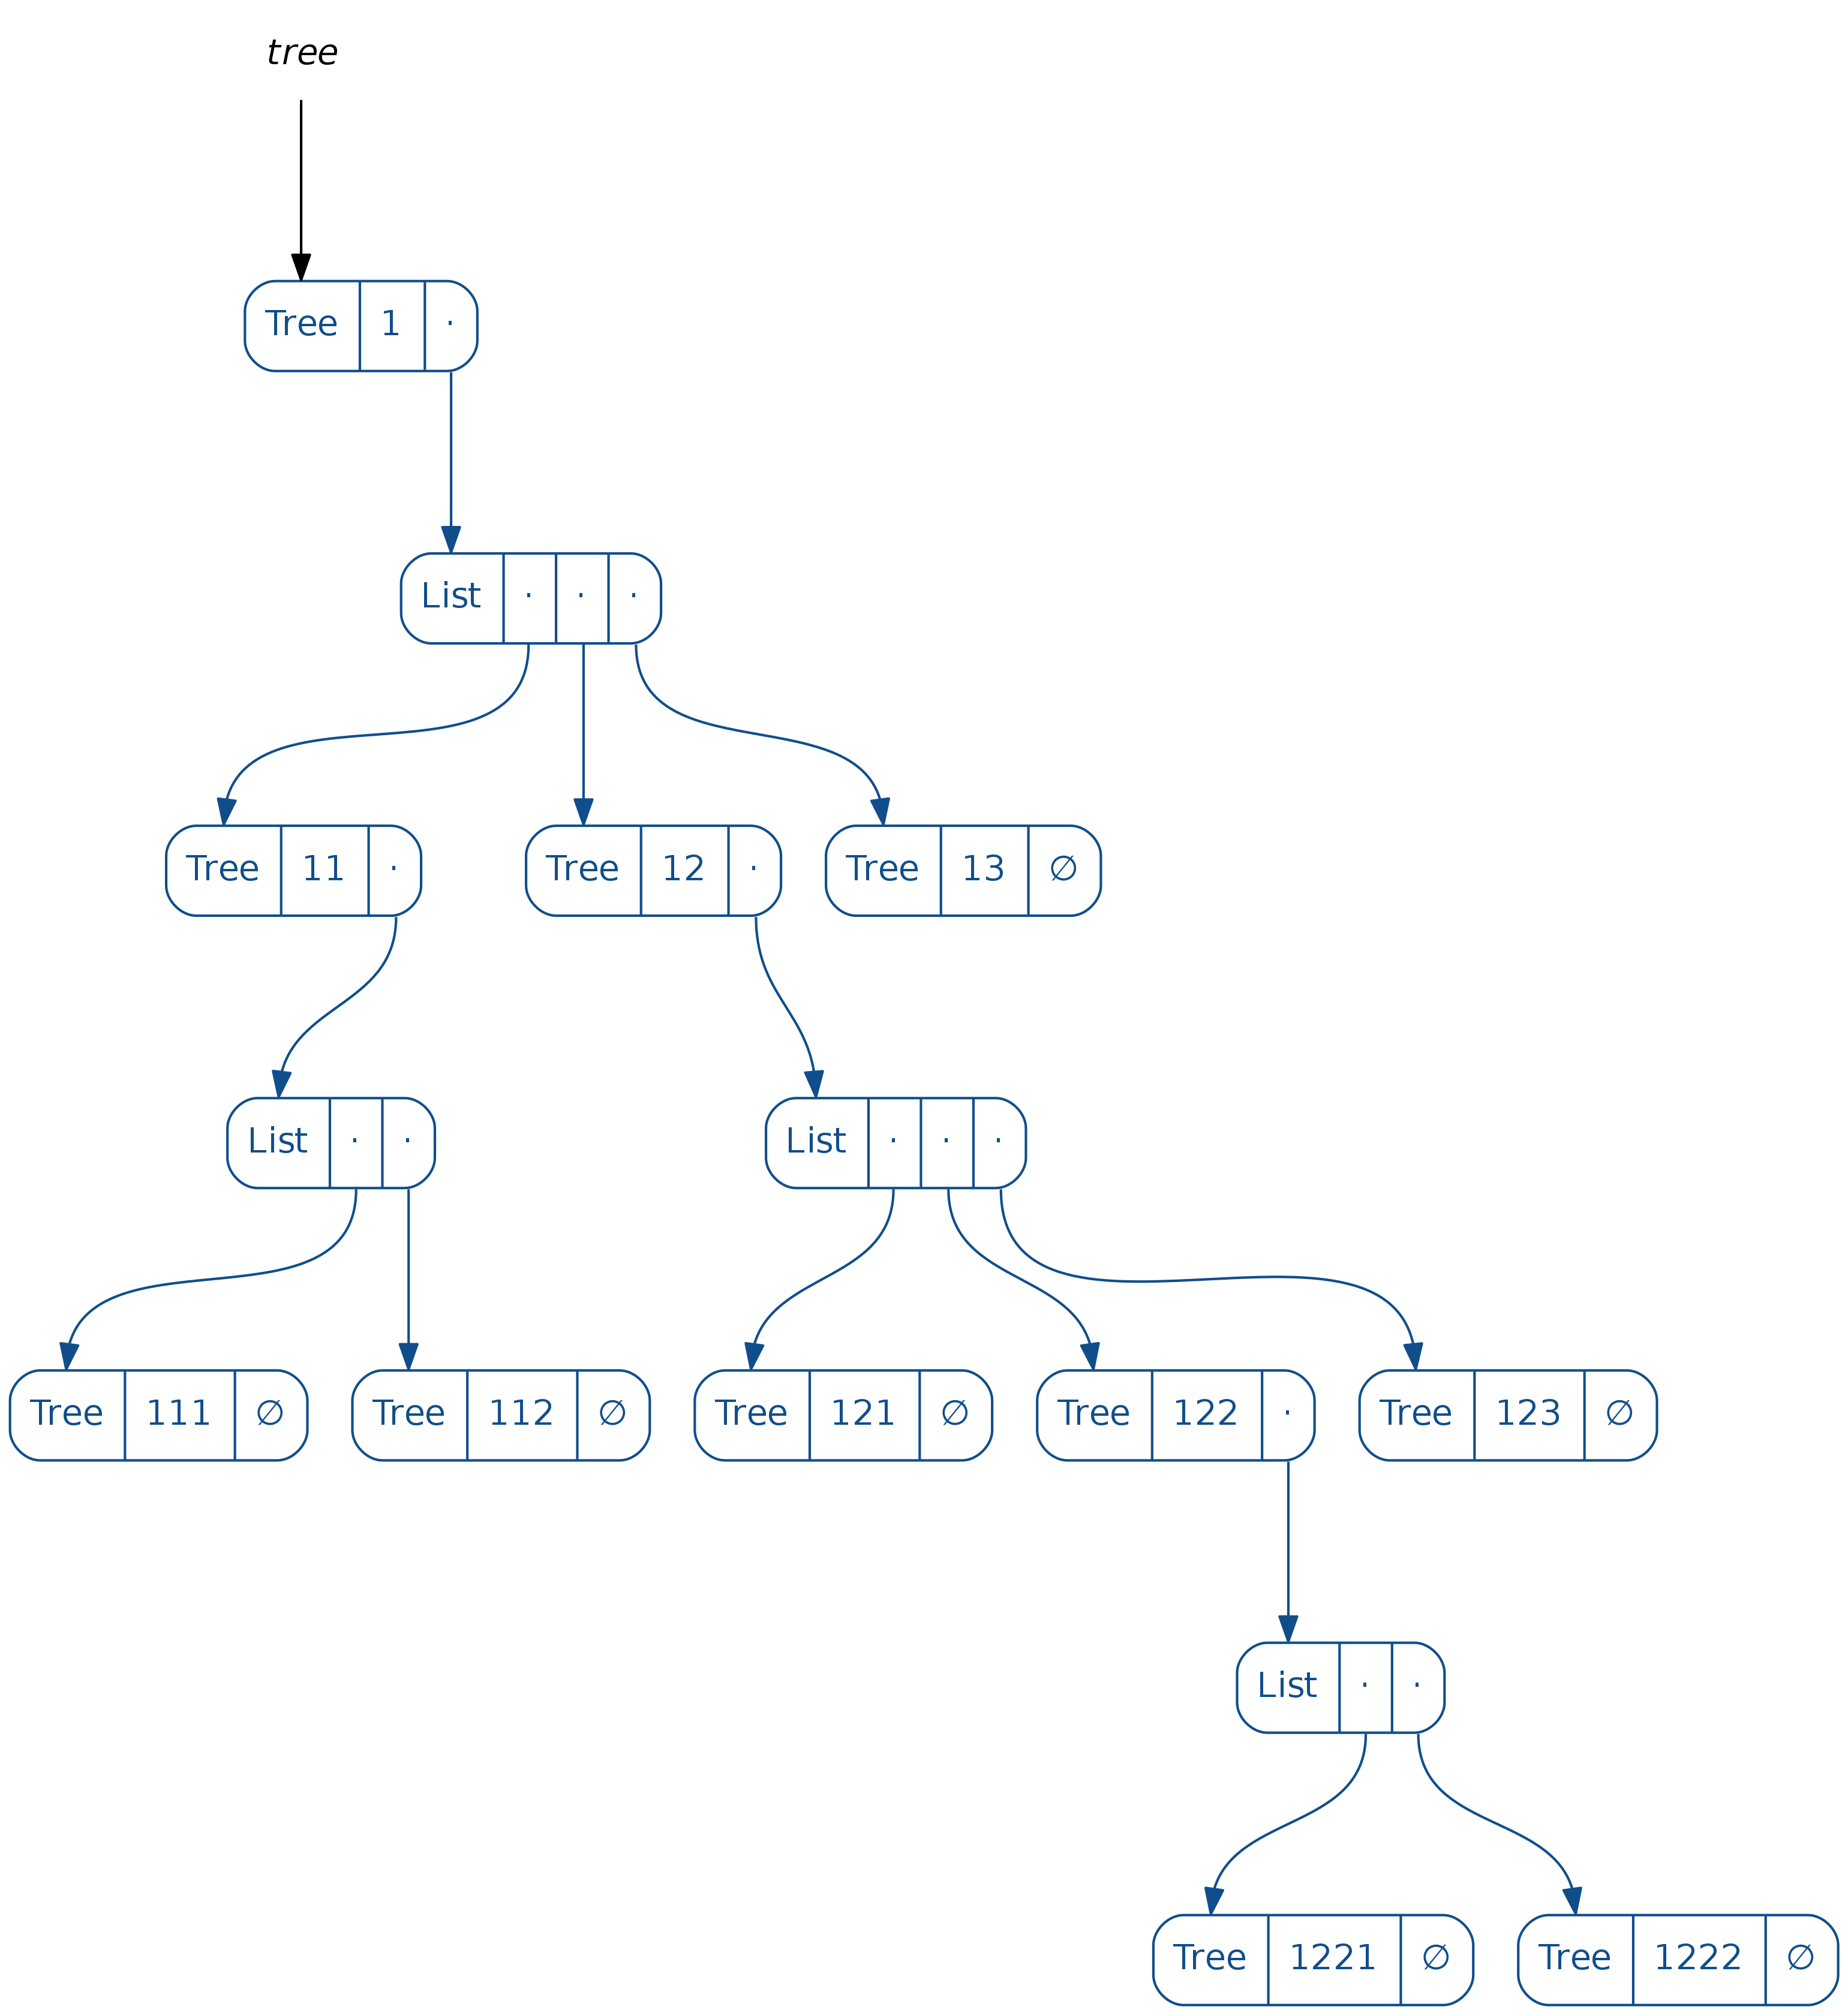 tree
Tree 1 ·
List · · ·
Tree 11 · Tree 12 · Tree 13 ∅
List · · List · · ·
Tree 111 ∅ Tree 112 ∅ Tree 121 ∅ Tree 122 · Tree 123 ∅
List · ·
Tree 1221 ∅ Tree 1222 ∅